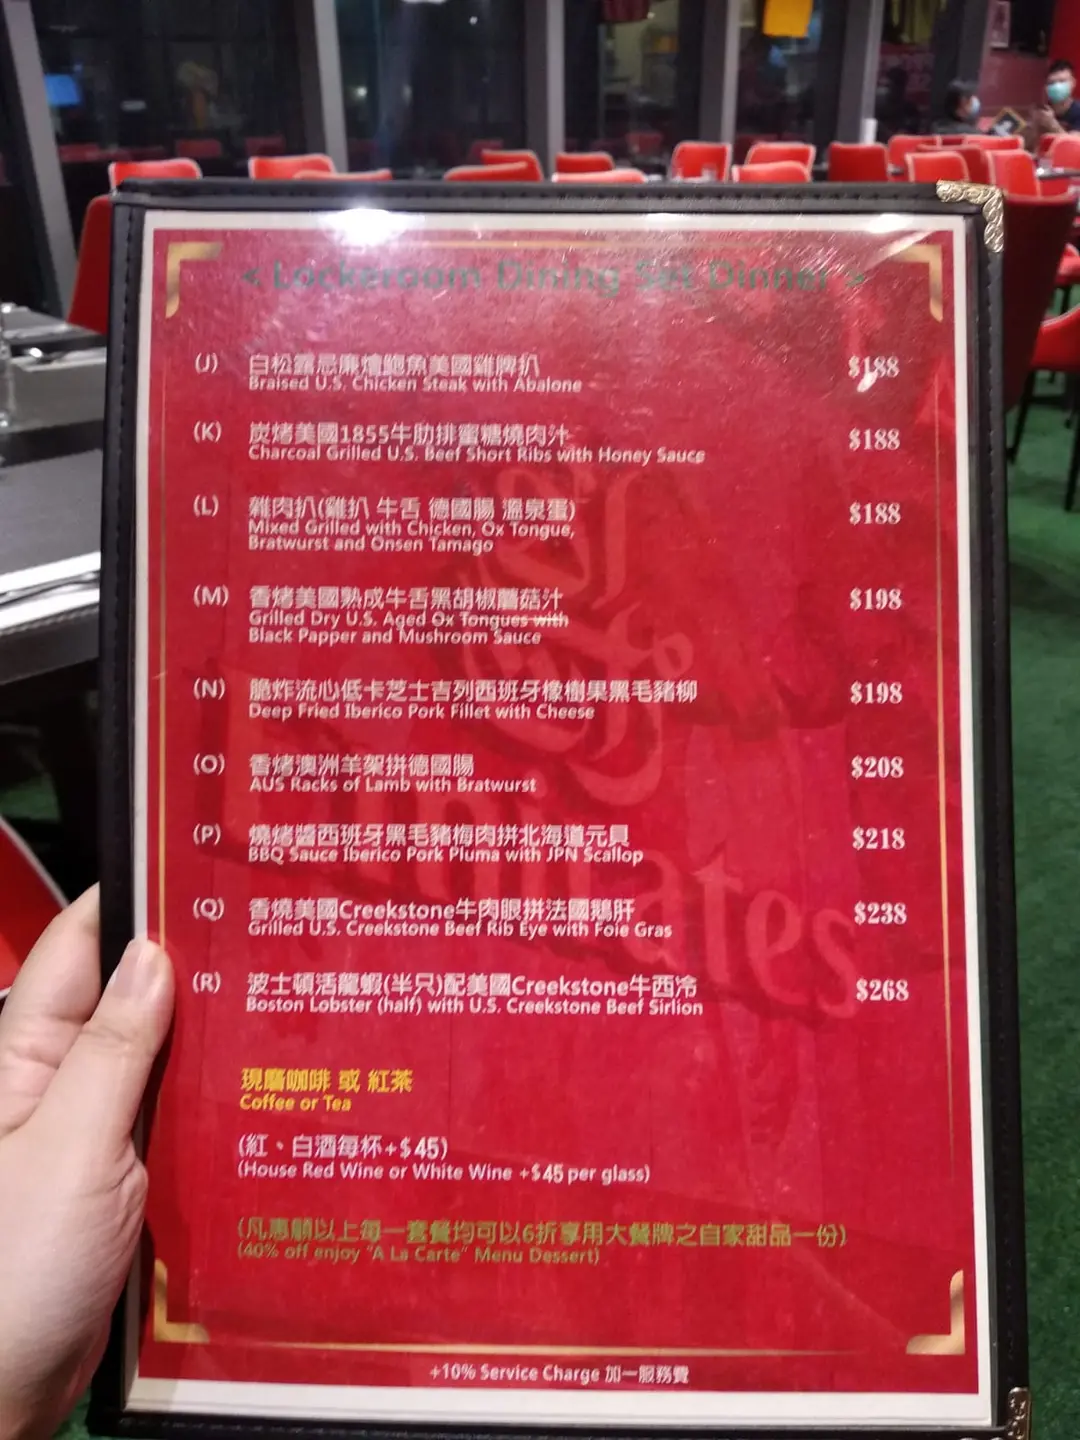 < Lockeroom Dining Set Dinner >
(J) 白松露忌廉燴鮑魚美國雞脾扒 $188
Braised U.S. Chicken Steak with Abalone
(K) 炭烤美國1855牛肋排蜜糖燒肉汁 $188
Charcoal Grilled U.S. Beef Short Ribs with Honey Sauce
(L) 雜肉扒(雞扒 牛舌 德國腸 溫泉蛋) $188
Mixed Grilled with Chicken, Ox Tongue,
Bratwurst and Onsen Tamago
(M) 香烤美國熟成牛舌黑胡椒蘑菇汁 $198
Grilled Dry U.S. Aged Ox Tongues with
Black Papper and Mushroom Sauce
(N) 脆炸流心低卡芝士吉列西班牙橡樹果黑毛豬柳 $198
Deep Fried Iberico Pork Fillet with Cheese
(O) 香烤澳洲羊架拼德國腸 $208
AUS Racks of Lamb with Bratwurst
(P) 燒烤醬西班牙黑毛豬梅肉拼北海道元貝 $218
BBQ Sauce Iberico Pork Pluma with JPN Scallop
(Q) 香燒美國Creekstone牛肉眼拼法國鵝肝 $238
Grilled U.S. Creekstone Beef Rib Eye with Foie Gras
(R) 波士頓活龍蝦(半只)配美國Creekstone牛西冷 $268
Boston Lobster (half) with U.S. Creekstone Beef Sirlion
現磨咖啡 或 紅茶
Coffee or Tea
(紅、白酒每杯+$45)
(House Red Wine or White Wine +$45 per glass)
(凡惠顧以上每一套餐均可以6折享用大餐牌之自家甜品一份)
(40% off enjoy "A La Carte" Menu Dessert)
+10% Service Charge 加一服務費